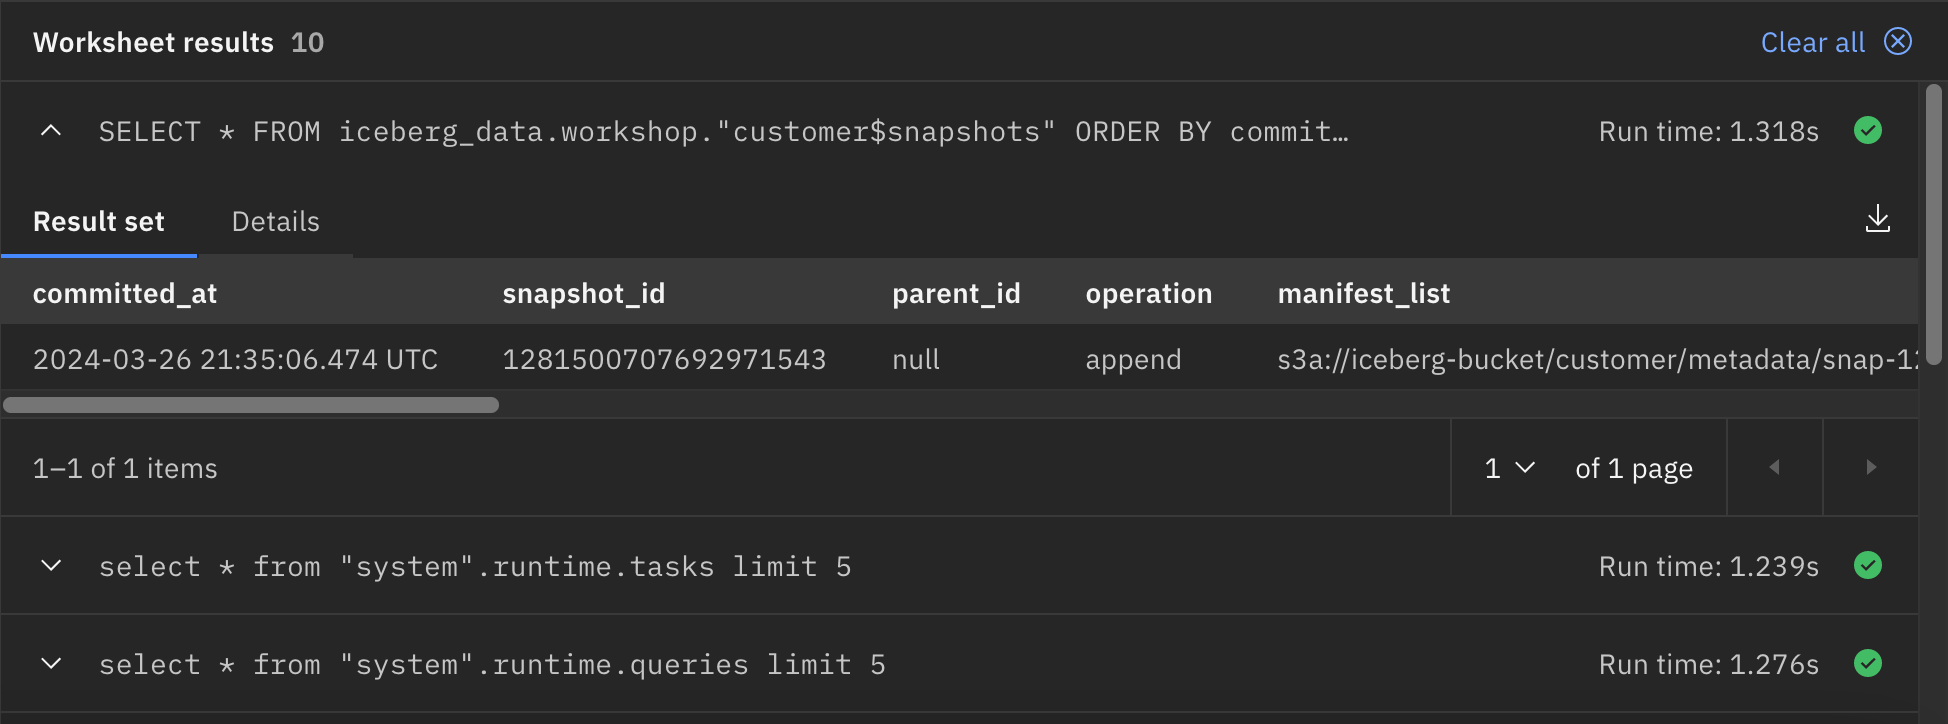 Worksheet results 10 Clear all
SELECT * FROM iceberg_data.workshop."customer$snapshots" ORDER BY commit… Run time: 1.318s
Result set Details
committed_at snapshot_id parent_id operation manifest_list
2024-03-26 21:35:06.474 UTC 1281500707692971543 null append s3a://iceberg-bucket/customer/metadata/snap-12
1–1 of 1 items 1 of 1 page
select * from "system".runtime.tasks limit 5 Run time: 1.239s
select * from "system".runtime.queries limit 5 Run time: 1.276s